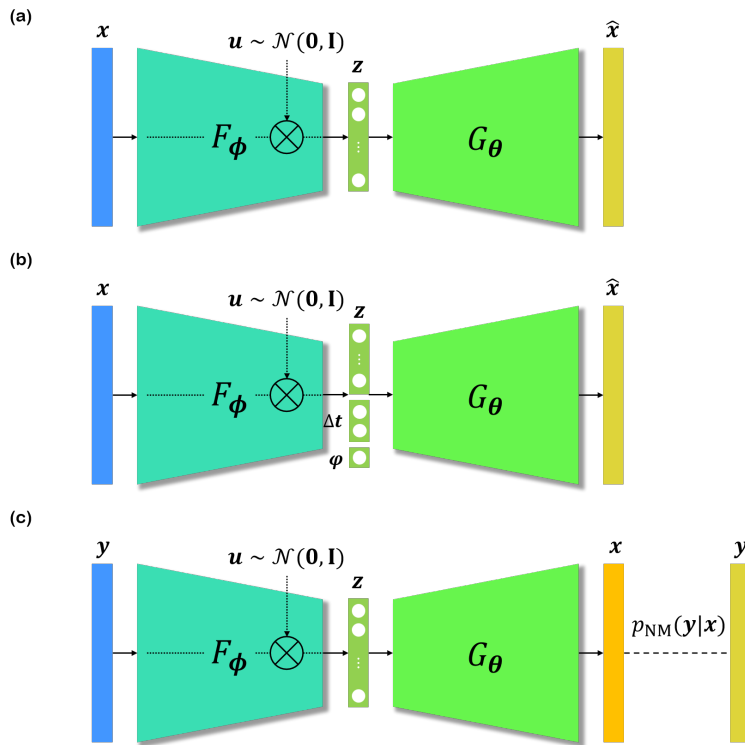 (a)
x
u ~ 𝒩(0, I)
z
x̂
F_ϕ
...
G_θ
(b)
x
u ~ 𝒩(0, I)
z
x̂
...
F_ϕ
G_θ
Δt
φ
(c)
y
u ~ 𝒩(0, I)
z
x
y
p_NM(y|x)
F_ϕ
...
G_θ